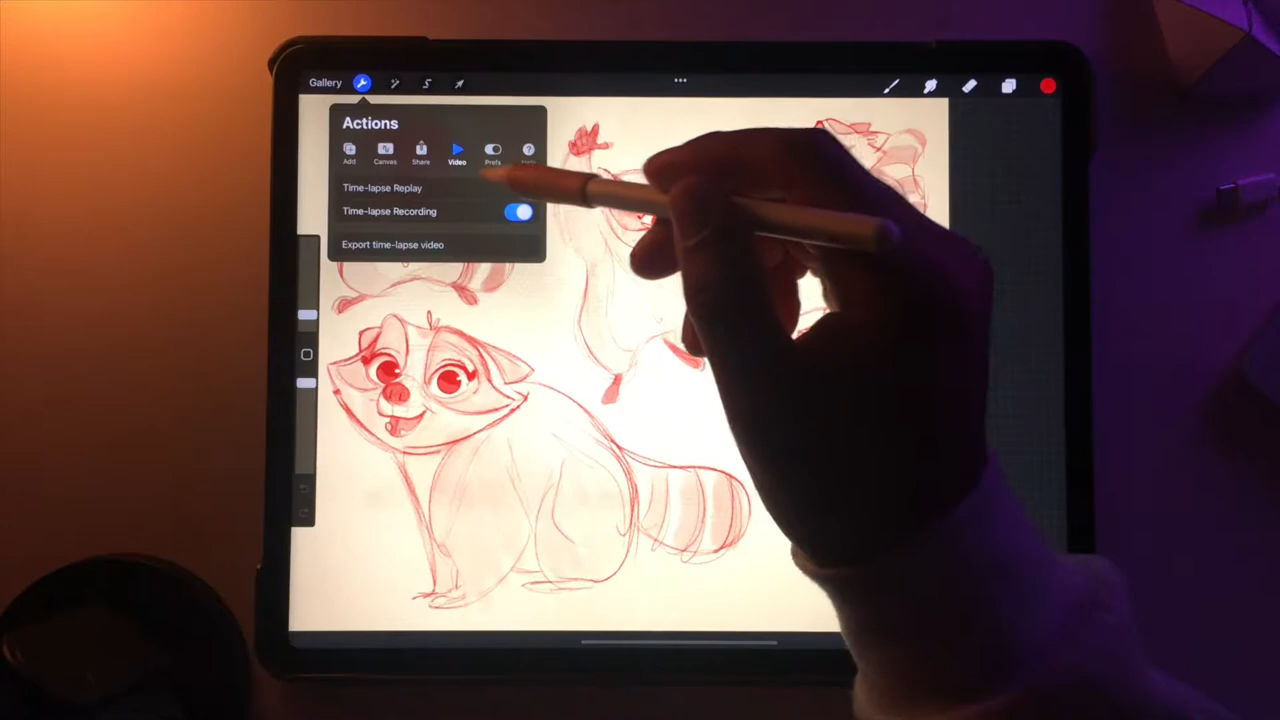 Gallery
Actions
Add Canvas Share Video Prefs
Time-lapse Replay
Time-lapse Recording
Export time-lapse video